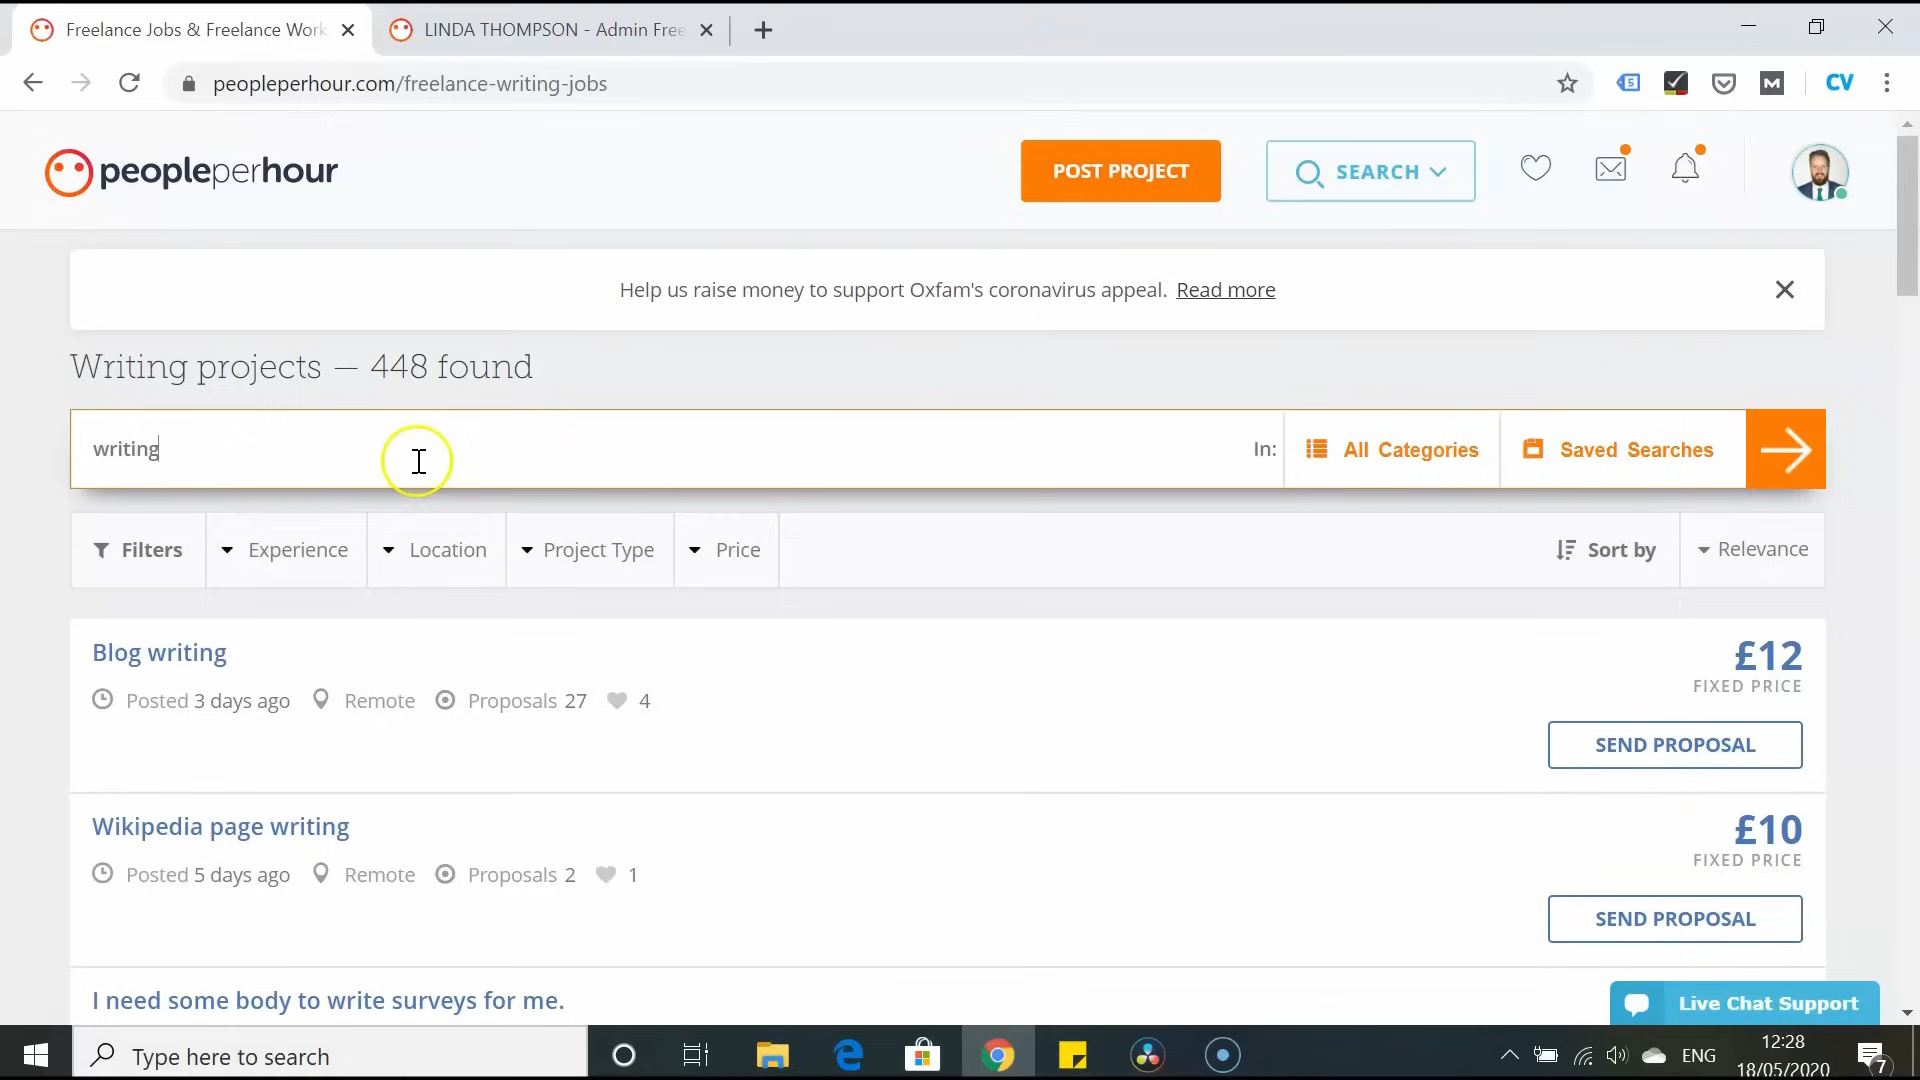 Freelance Jobs & Freelance Work
LINDA THOMPSON - Admin Free
peopleperhour.com/freelance-writing-jobs
5
M
CV
peopleperhour
POST PROJECT
SEARCH
Help us raise money to support Oxfam's coronavirus appeal. Read more
Writing projects — 448 found
writing
In:
All Categories
Saved Searches
Filters
Experience
Location
Project Type
Price
Sort by
Relevance
Blog writing
£12
FIXED PRICE
Posted 3 days ago
Remote
Proposals 27
4
SEND PROPOSAL
Wikipedia page writing
£10
FIXED PRICE
Posted 5 days ago
Remote
Proposals 2
1
SEND PROPOSAL
I need some body to write surveys for me.
Live Chat Support
Type here to search
ENG
12:28
18/05/2020
7